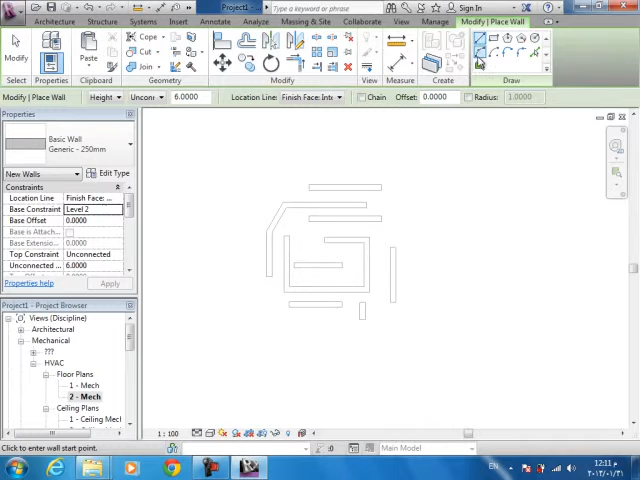 Project1 -
Type a keyword or phrase
Sign In
Architecture Structure Systems Insert Annotate Analyze Massing & Site Collaborate View Manage Modify | Place Wall
Modify
Properties
Paste
Cope
Cut
Join
Select Properties Clipboard Geometry Modify Measure Create Draw
Modify | Place Wall Height Uncon 6.0000 Location Line: Finish Face: Inte Chain Offset: 0.0000 Radius: 1.0000
Properties
Basic Wall
Generic - 250mm
New Walls Edit Type
Constraints
Location Line Finish Face: ...
Base Constraint Level 2
Base Offset 0.0000
Base is Attach...
Base Extensio... 0.0000
Top Constraint Unconnected
Unconnected ... 6.0000
Properties help Apply
Project1 - Project Browser
Views (Discipline)
Architectural
Mechanical
???
HVAC
Floor Plans
1 - Mech
2 - Mech
Ceiling Plans
1 - Ceiling Mech
1 : 100
Click to enter wall start point. :0 Main Model
EN 12:11 م
٢٠١٢/٠١/٣١